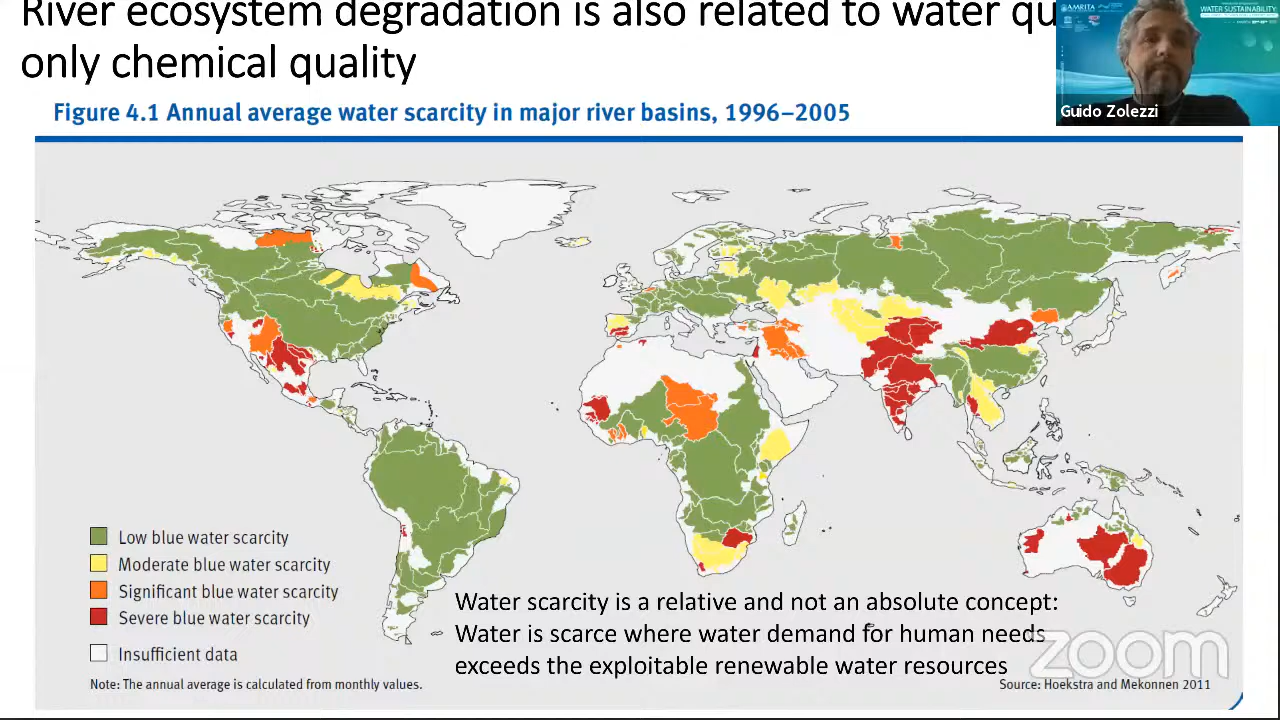 River ecosystem degradation is also related to water qu
only chemical quality
AMRITA
WATER SUSTAINABILITY:
Guido Zolezzi
Figure 4.1 Annual average water scarcity in major river basins, 1996–2005
Low blue water scarcity
Moderate blue water scarcity
Significant blue water scarcity
Severe blue water scarcity
Insufficient data
Note: The annual average is calculated from monthly values.
Water scarcity is a relative and not an absolute concept:
Water is scarce where water demand for human needs
exceeds the exploitable renewable water resources
zoom
Source: Hoekstra and Mekonnen 2011